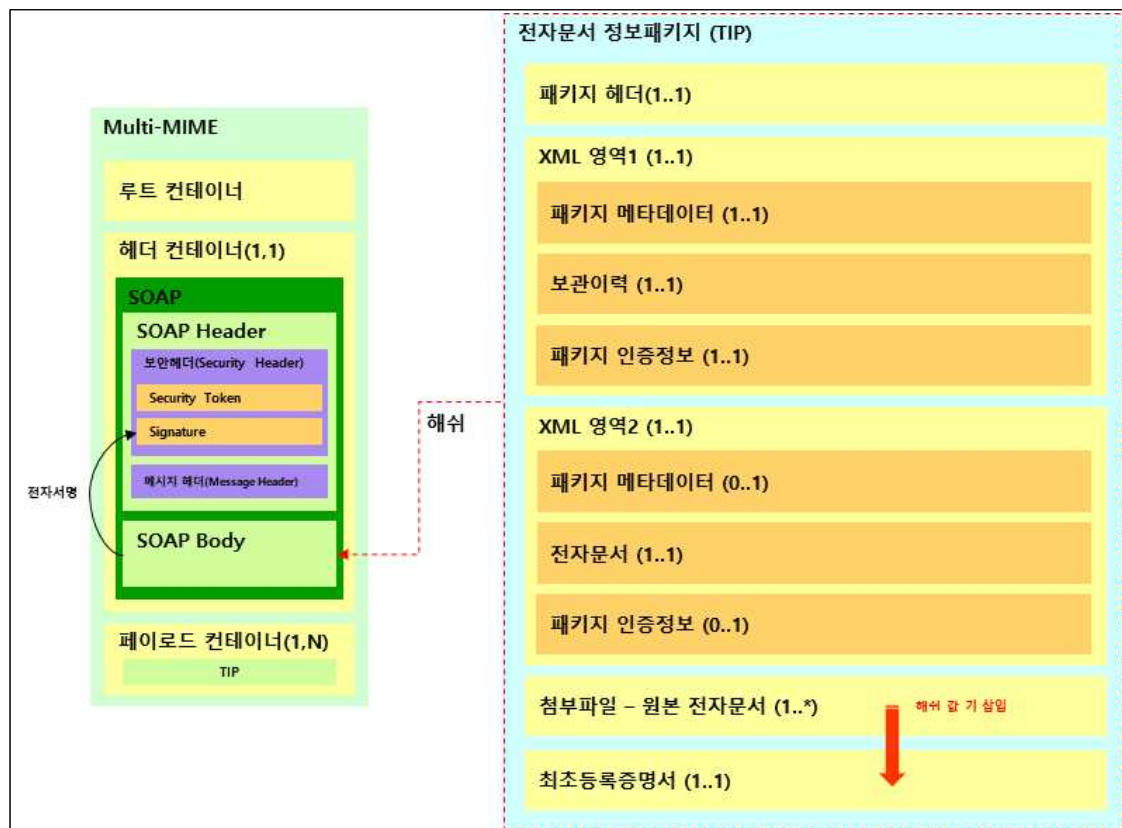 Multi-MIME
루트 컨테이너
헤더 컨테이너(1,1)
SOAP
SOAP Header
보안헤더(Security Header)
Security Token
Signature
메시지 헤더(Message Header)
SOAP Body
페이로드 컨테이너(1,N)
TIP
전자서명
해쉬
전자문서 정보패키지 (TIP)
패키지 헤더(1..1)
XML 영역1 (1..1)
패키지 메타데이터 (1..1)
보관이력 (1..1)
패키지 인증정보 (1..1)
XML 영역2 (1..1)
패키지 메타데이터 (0..1)
전자문서 (1..1)
패키지 인증정보 (0..1)
첨부파일 – 원본 전자문서 (1..*)
해쉬 값 기 삽입
최초등록증명서 (1..1)